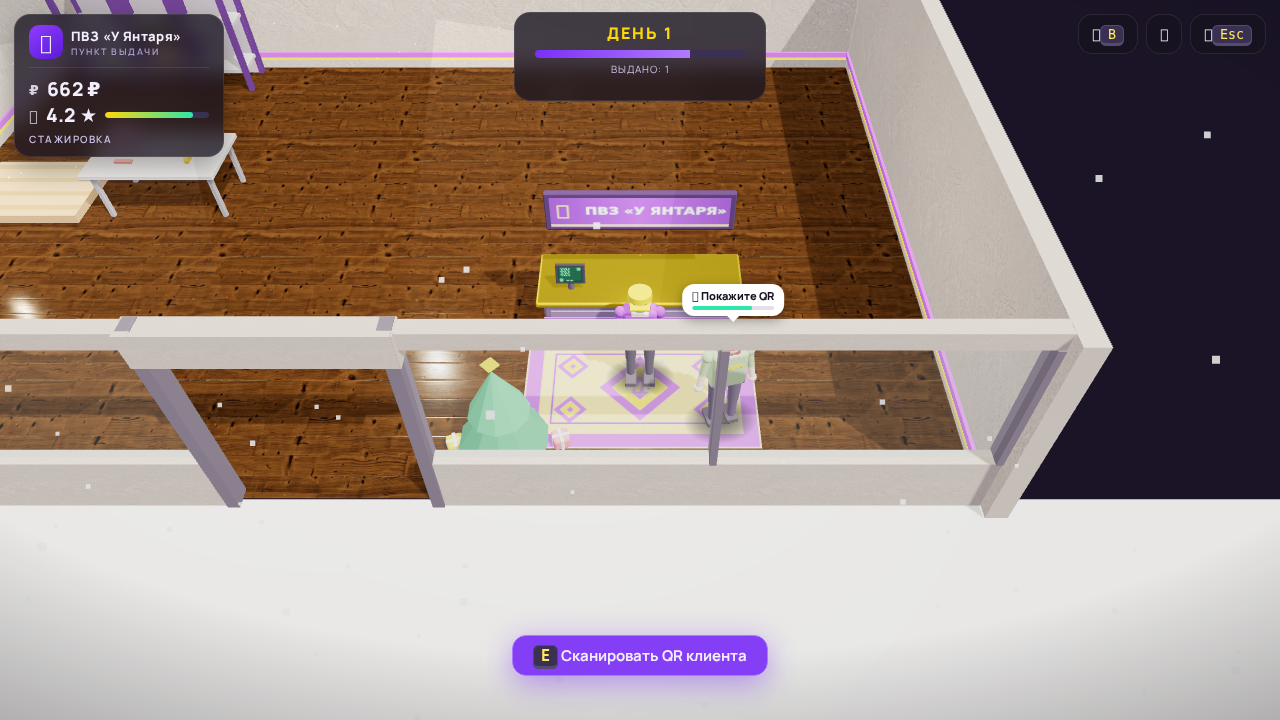 ПВЗ «У Янтаря»
ПУНКТ ВЫДАЧИ
₽ 662 ₽
4.2 ★
СТАЖИРОВКА
ДЕНЬ 1
ВЫДАНО: 1
B
Esc
ПВЗ «У ЯНТАРЯ»
Покажите QR
E Сканировать QR клиента